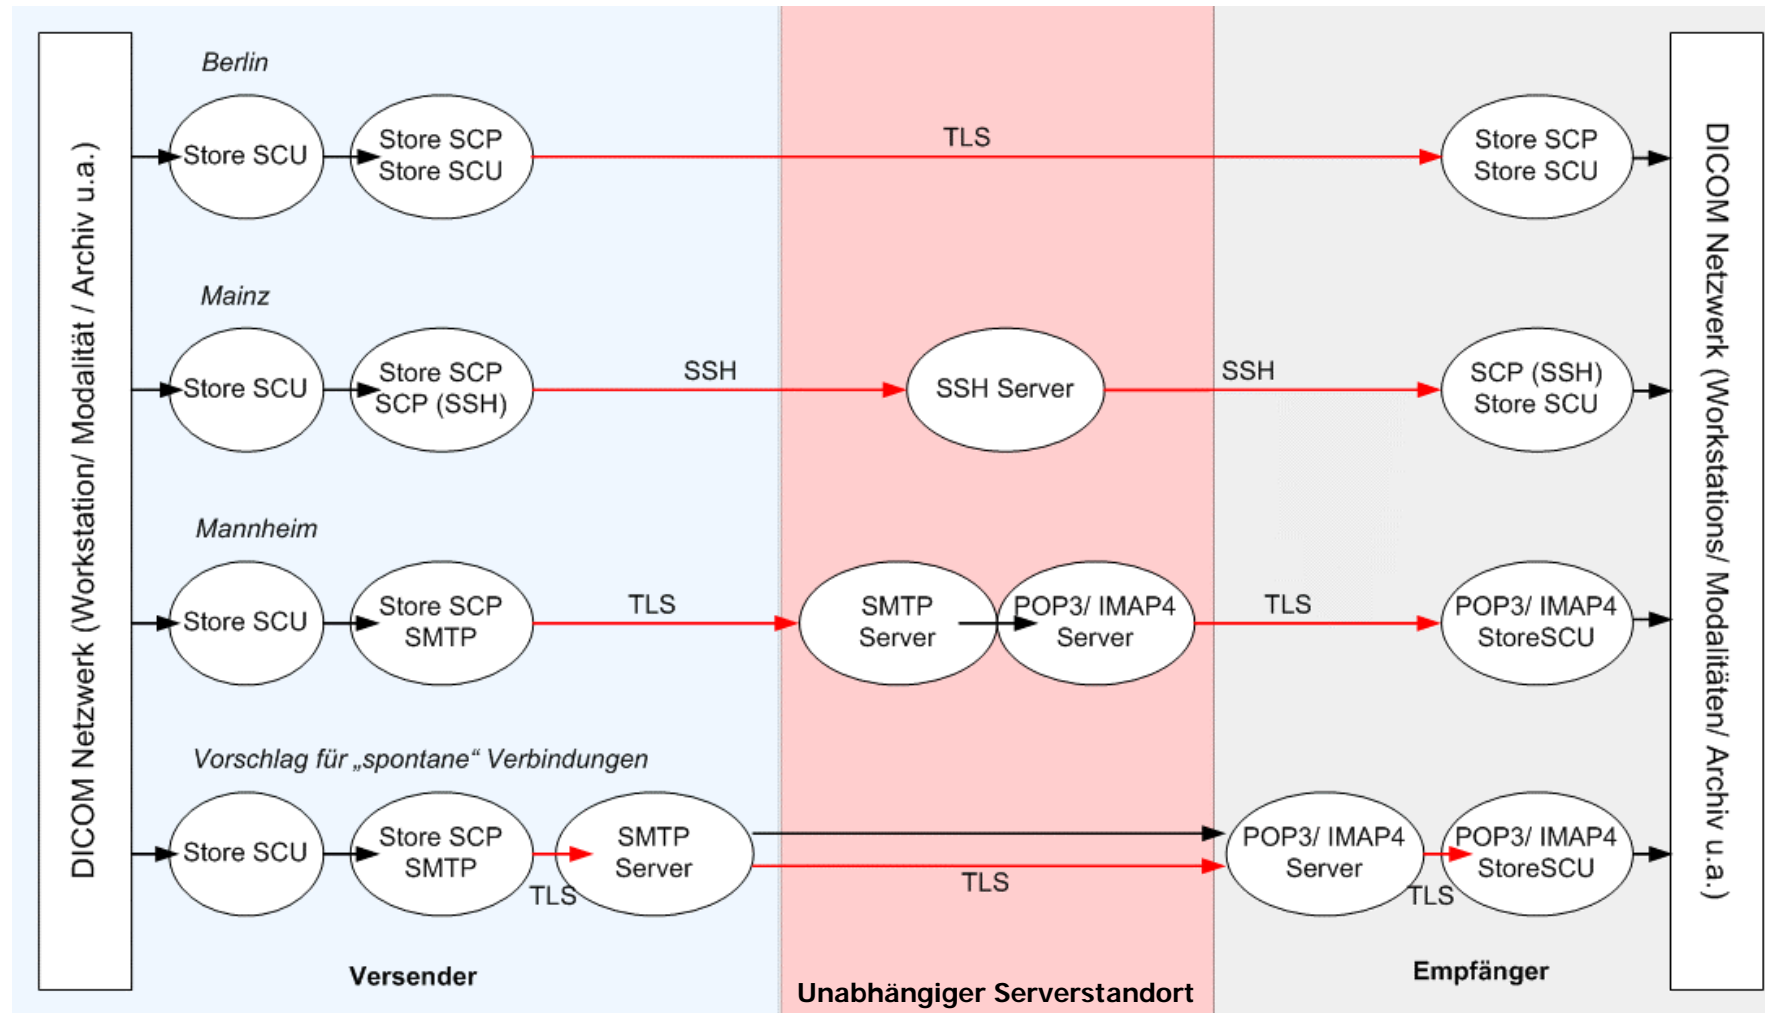 DICOM Netzwerk (Workstation/ Modalität / Archiv u.a.)
Berlin
Store SCU
Store SCP
Store SCU
TLS
Store SCP
Store SCU
Mainz
Store SCU
Store SCP
SCP (SSH)
SSH
SSH Server
SSH
SCP (SSH)
Store SCU
Mannheim
Store SCU
Store SCP
SMTP
TLS
SMTP
Server
POP3/ IMAP4
Server
TLS
POP3/ IMAP4
StoreSCU
Vorschlag für „spontane“ Verbindungen
Store SCU
Store SCP
SMTP
TLS
SMTP
Server
TLS
POP3/ IMAP4
Server
TLS
POP3/ IMAP4
StoreSCU
Versender
Unabhängiger Serverstandort
Empfänger
DICOM Netzwerk (Workstations/ Modalitäten/ Archiv u.a.)